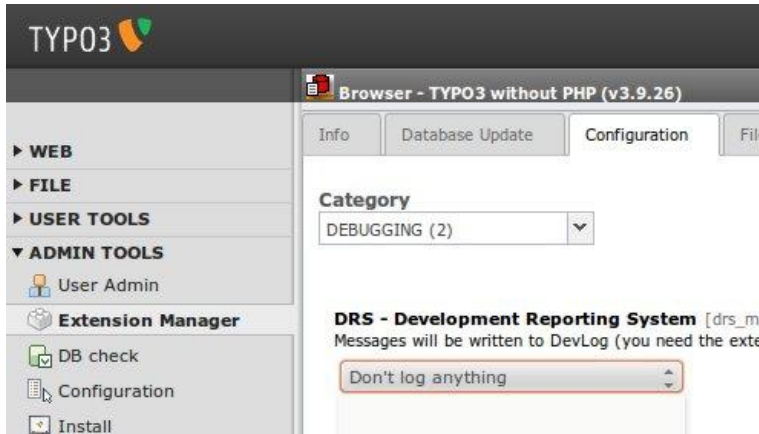 TYPO3
Browser - TYPO3 without PHP (v3.9.26)
Info Database Update Configuration Fil
WEB
FILE
USER TOOLS
ADMIN TOOLS
User Admin
Extension Manager
DB check
Configuration
Install
Category
DEBUGGING (2)
DRS - Development Reporting System [drs_m
Messages will be written to DevLog (you need the exte
Don't log anything